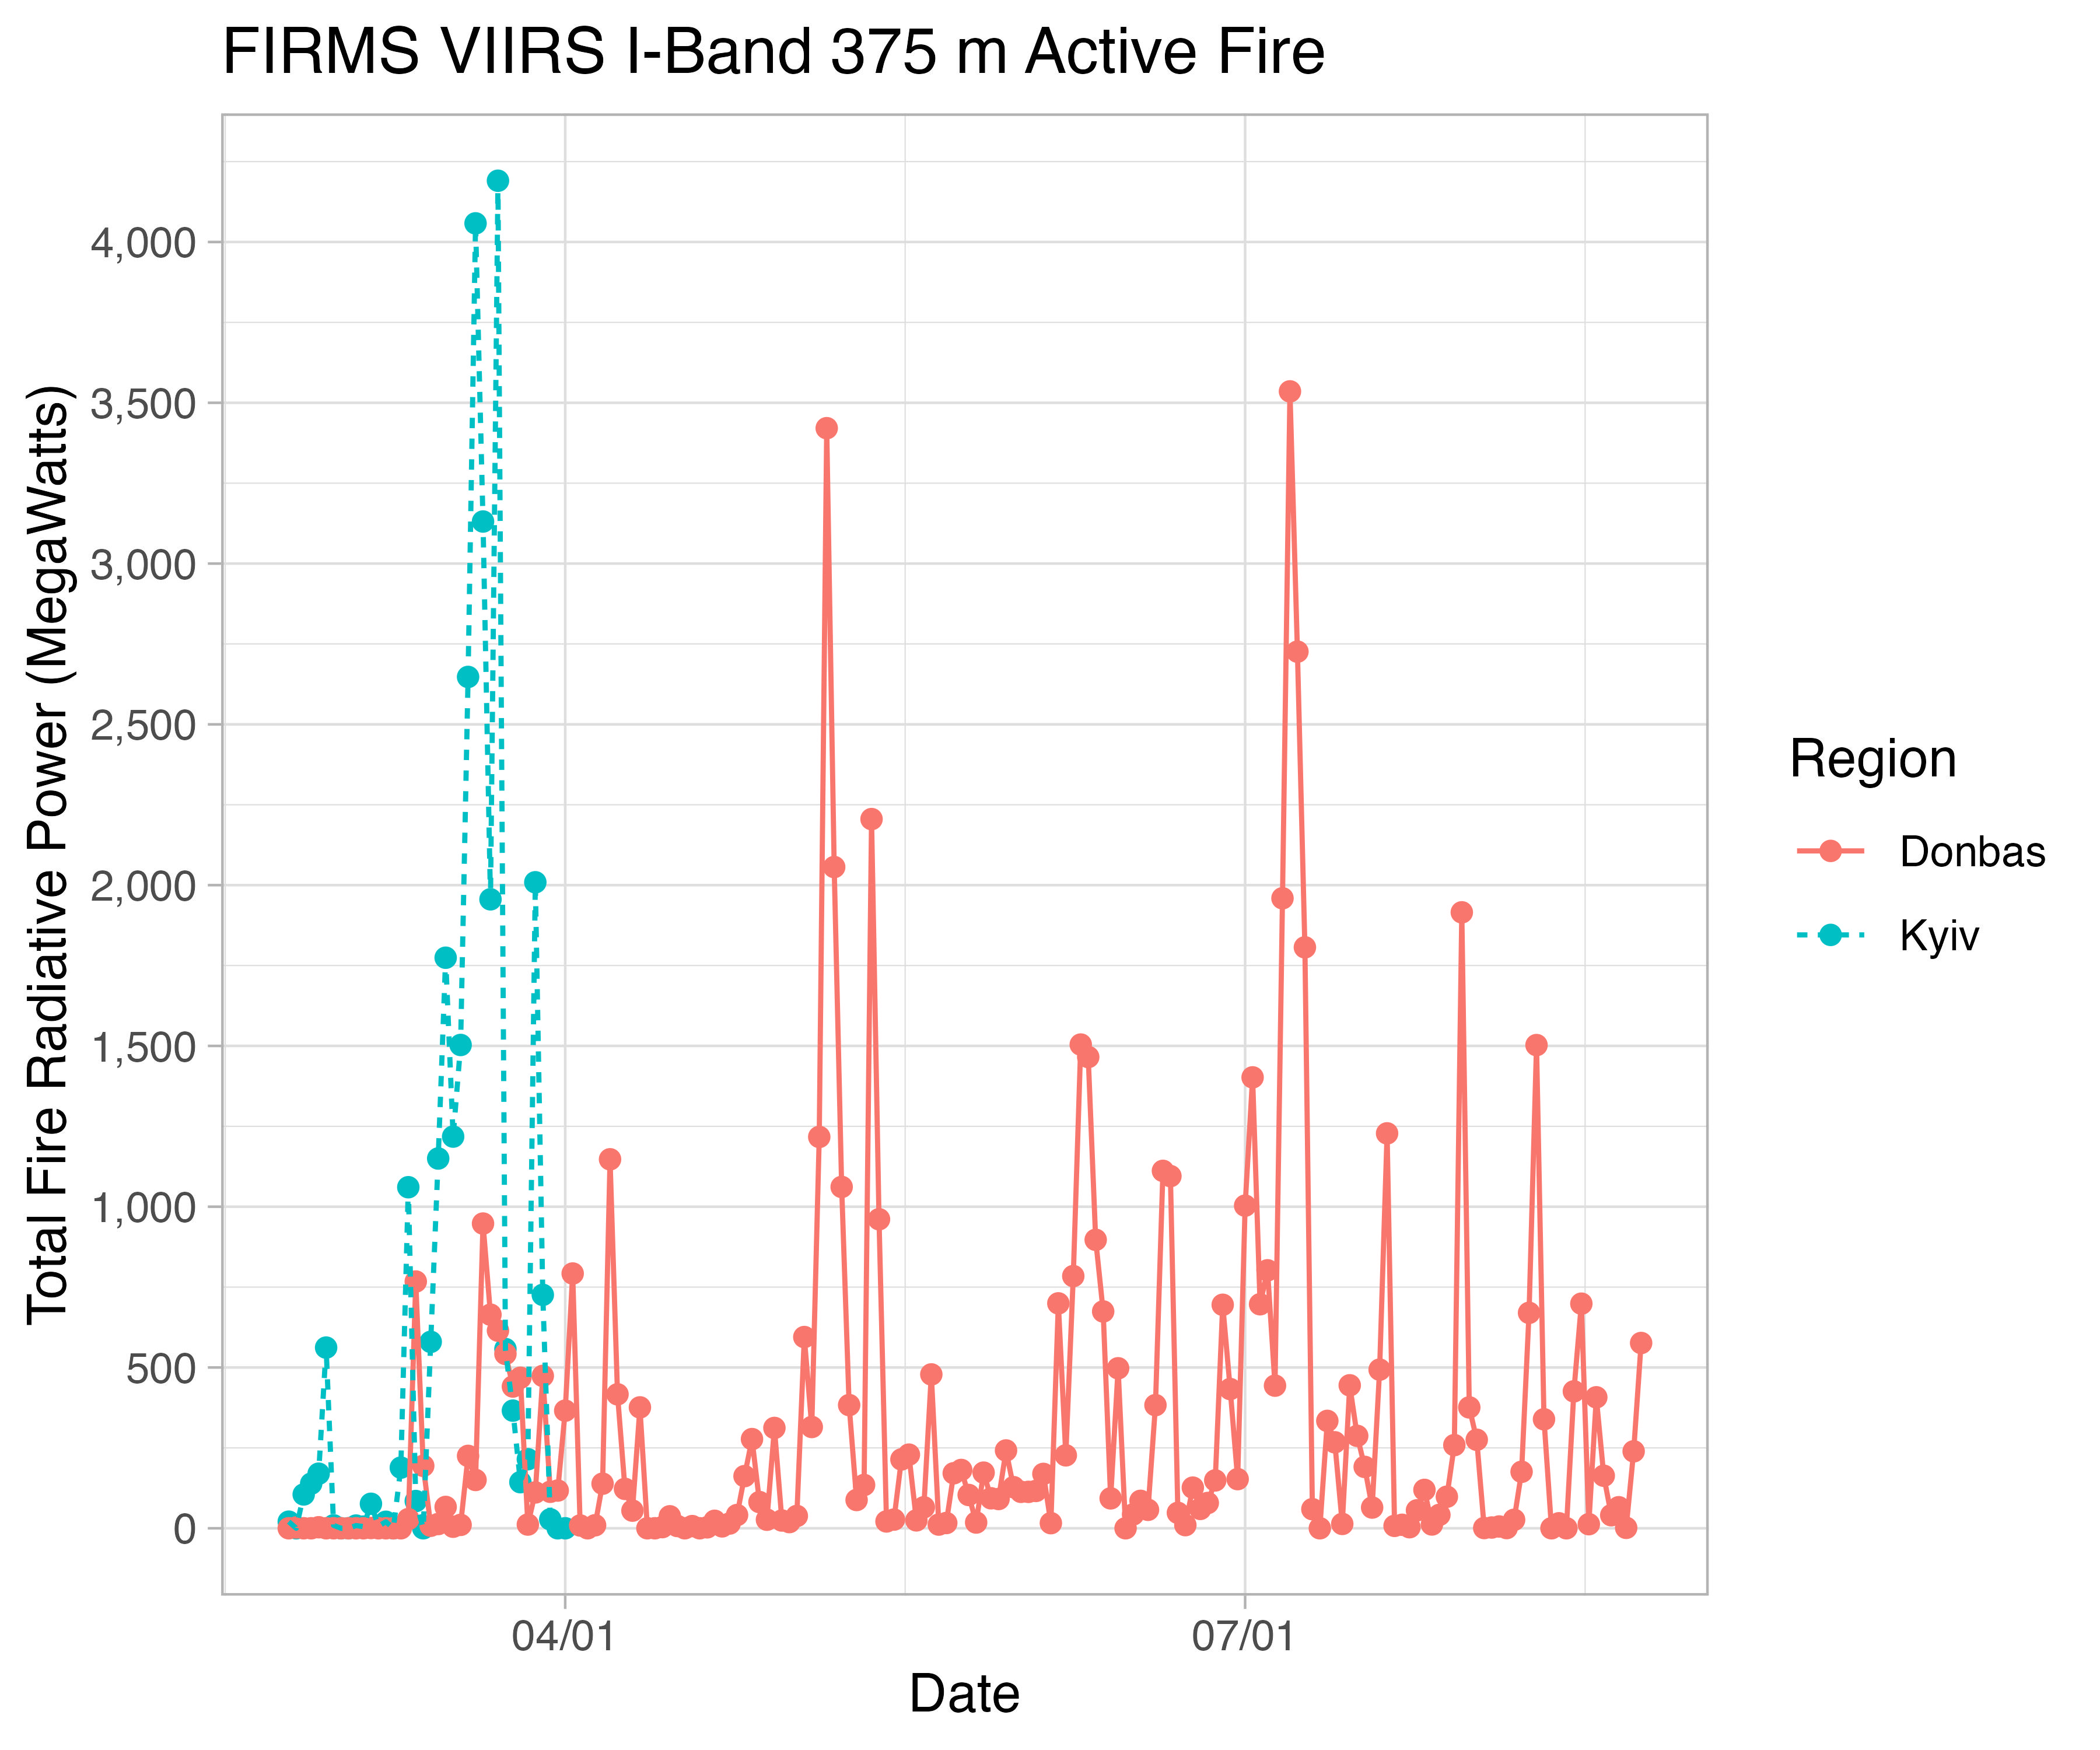 FIRMS VIIRS I-Band 375 m Active Fire
Total Fire Radiative Power (MegaWatts)
4,000
3,500
3,000
2,500
2,000
1,500
1,000
500
0
04/01
07/01
Date
Region
Donbas
Kyiv